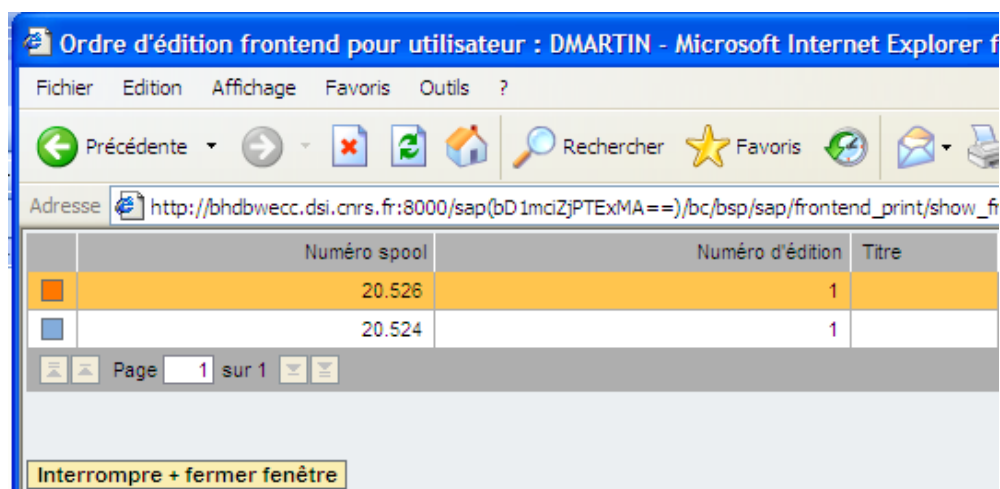 Ordre d'édition frontend pour utilisateur : DMARTIN - Microsoft Internet Explorer f
Fichier Edition Affichage Favoris Outils ?
Précédente Rechercher Favoris
Adresse http://bhdbwecc.dsi.cnrs.fr:8000/sap(bD1mciZjPTExMA==)/bc/bsp/sap/frontend_print/show_fr
Numéro spool Numéro d'édition Titre
20.526 1
20.524 1
Page 1 sur 1
Interrompre + fermer fenêtre